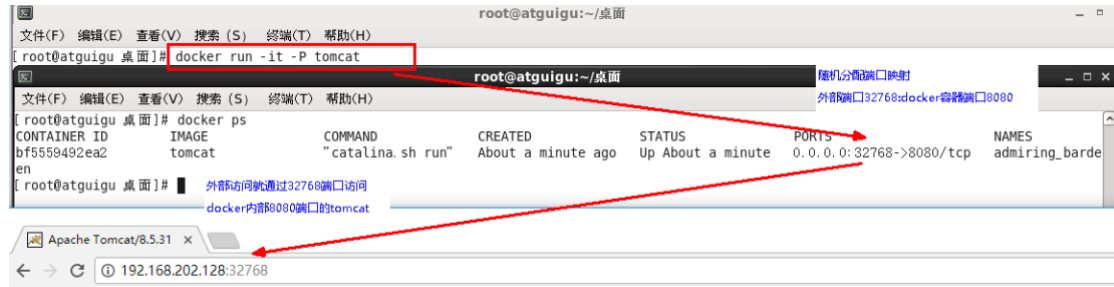 root@atguigu:~/桌面
文件(F) 编辑(E) 查看(V) 搜索 (S) 终端(T) 帮助(H)
[root@atguigu 桌面]# docker run -it -P tomcat
root@atguigu:~/桌面
随机分配端口映射
文件(F) 编辑(E) 查看(V) 搜索 (S) 终端(T) 帮助(H)
外部端口32768:docker容器端口8080
[root@atguigu 桌面]# docker ps
CONTAINER ID IMAGE COMMAND CREATED STATUS PORTS NAMES
bf5559492ea2 tomcat "catalina.sh run" About a minute ago Up About a minute 0.0.0.0:32768->8080/tcp admiring_barde
en
[root@atguigu 桌面]#
外部访问就通过32768端口访问
docker内部8080端口的tomcat
Apache Tomcat/8.5.31
192.168.202.128:32768